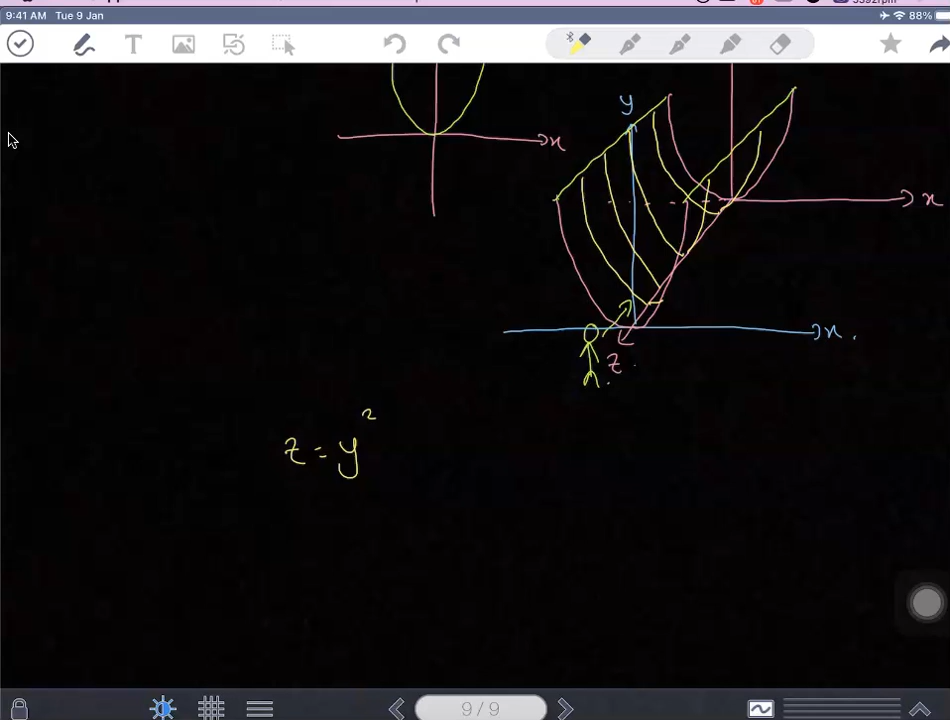 9:41 AM Tue 9 Jan
88%
T
y
x
x
x.
z.
z = y²
9/9